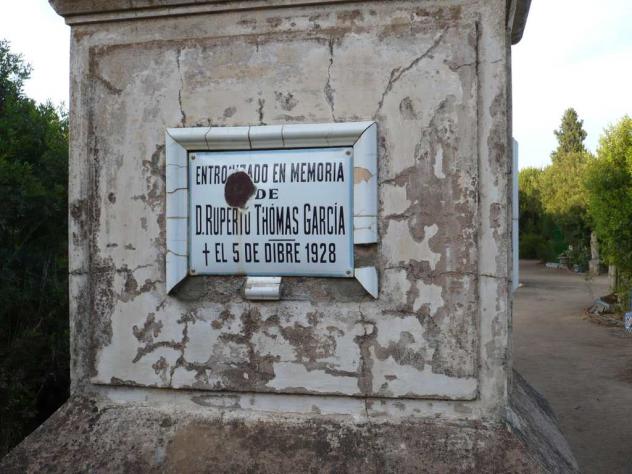 ENTRONIZADO EN MEMORIA
DE
D. RUPERTO THÓMAS GARCÍA
† EL 5 DE DIBRE 1928